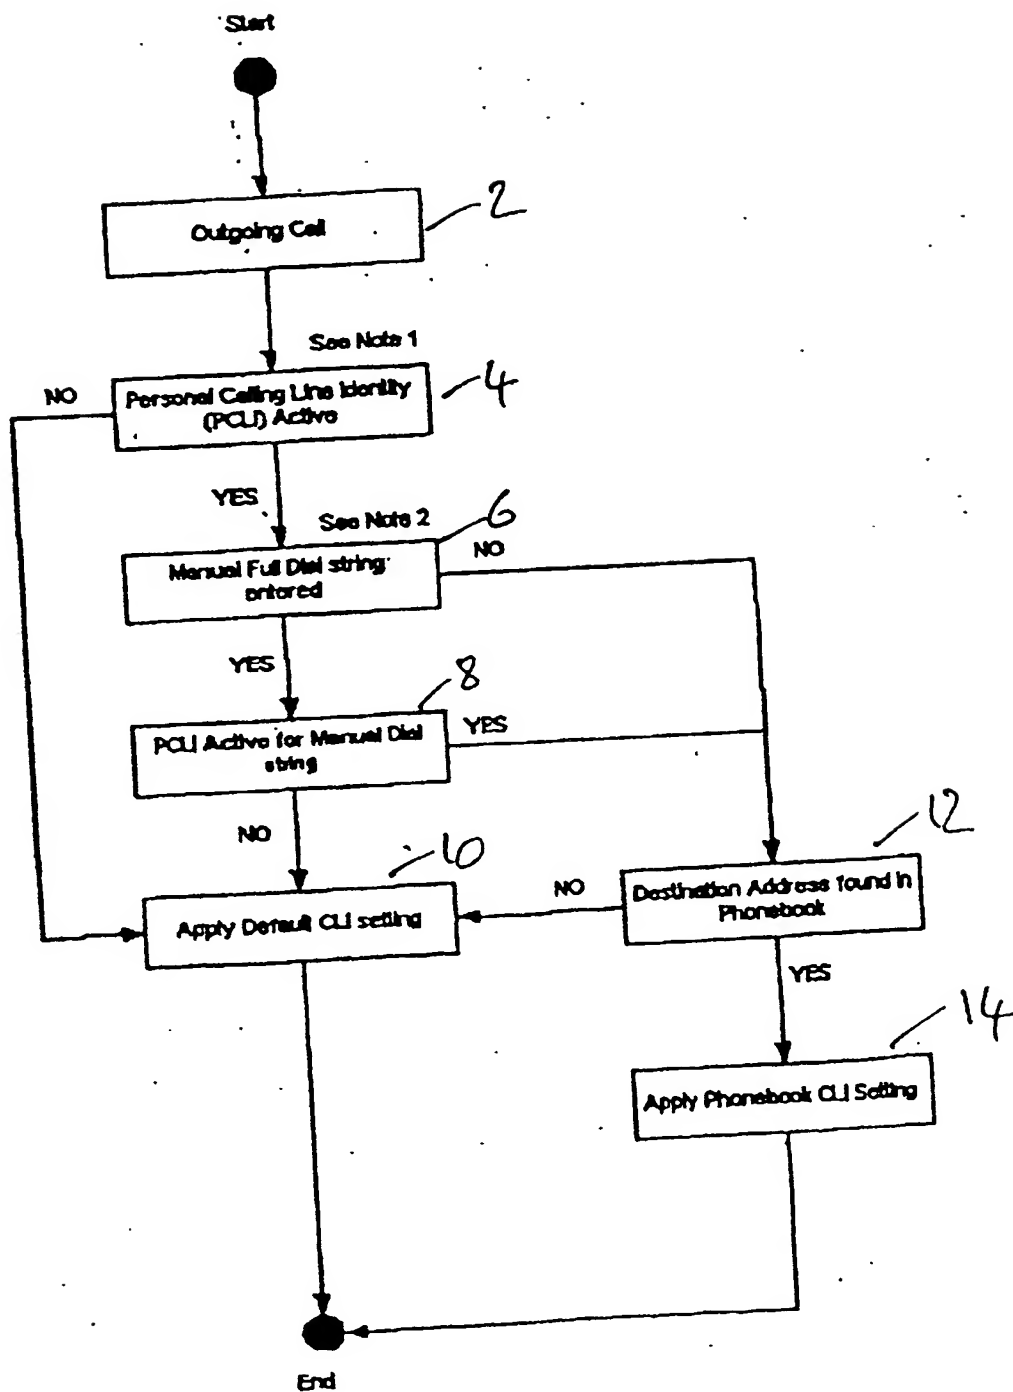 Start
Outgoing Call
2
See Note 1
NO
Personal Calling Line Identity
(PCLI) Active
4
YES
See Note 2
6
Manual Full Dial string
entered
NO
YES
8
PCLI Active for Manual Dial
string
YES
NO
10
12
Apply Default CLI setting
NO
Destination Address found in
Phonebook
YES
14
Apply Phonebook CLI Setting
End